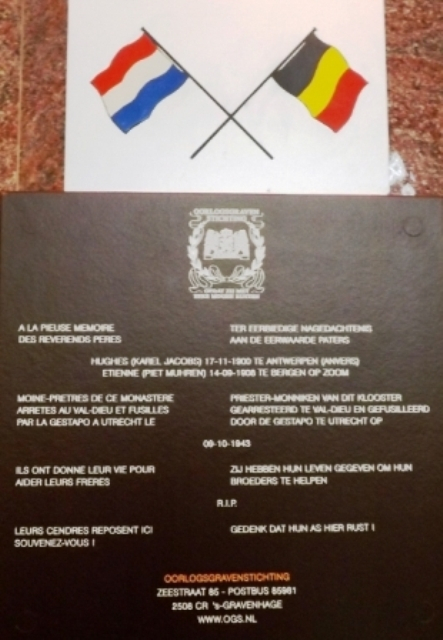 OORLOGSGRAVEN
STICHTING
A LA PIEUSE MEMOIRE
DES REVERENDS PERES
TER EERBIEDIGE NAGEDACHTENIS
AAN DE EERWAARDE PATERS
HUGHES (KAREL JACOBS) 17-11-1900 TE ANTWERPEN (ANVERS)
ETIENNE (PIET MUHREN) 14-09-1906 TE BERGEN OP ZOOM
MOINE-PRETRES DE CE MONASTERE
ARRETES AU VAL-DIEU ET FUSILLES
PAR LA GESTAPO A UTRECHT LE
PRIESTER-MONNIKEN VAN DIT KLOOSTER
GEARRESTEERD TE VAL-DIEU EN GEFUSILLEERD
DOOR DE GESTAPO TE UTRECHT OP
09-10-1943
ILS ONT DONNE LEUR VIE POUR
AIDER LEURS FRERES
ZIJ HEBBEN HUN LEVEN GEGEVEN OM HUN
BROEDERS TE HELPEN
R.I.P.
LEURS CENDRES REPOSENT ICI
SOUVENEZ-VOUS !
GEDENK DAT HUN AS HIER RUST !
OORLOGSGRAVENSTICHTING
ZEESTRAAT 85 - POSTBUS 85981
2508 CR 's-GRAVENHAGE
WWW.OGS.NL